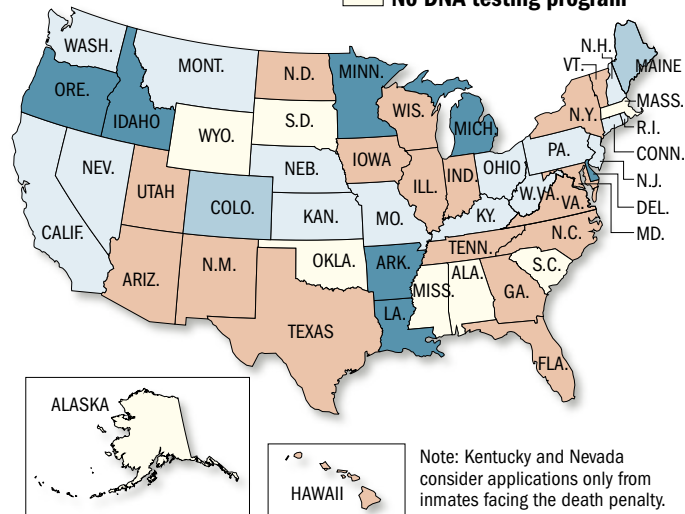 No DNA testing program
WASH.
MONT.
N.D.
MINN.
N.H.
VT.
MAINE
ORE.
IDAHO
WYO.
S.D.
WIS.
MICH.
N.Y.
MASS.
R.I.
CONN.
N.J.
DEL.
MD.
NEV.
UTAH
COLO.
NEB.
IOWA
ILL.
IND.
OHIO
PA.
W.VA.
VA.
CALIF.
KAN.
MO.
KY.
N.C.
TENN.
ARIZ.
N.M.
OKLA.
ARK.
MISS.
ALA.
S.C.
GA.
TEXAS
LA.
FLA.
ALASKA
HAWAII
Note: Kentucky and Nevada
consider applications only from
inmates facing the death penalty.